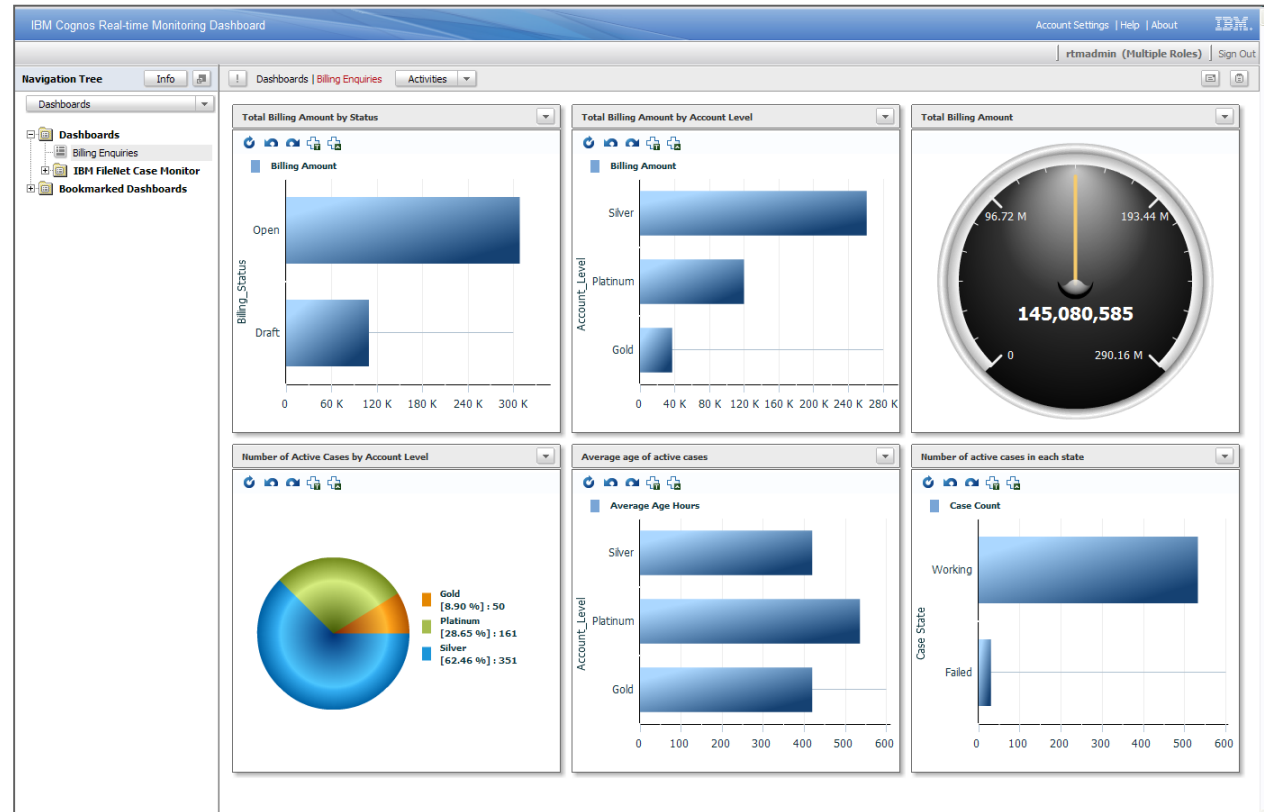 IBM Cognos Real-time Monitoring Dashboard
Account Settings | Help | About
IBM.
rtmadmin (Multiple Roles)
Sign Out
Navigation Tree
Info
! Dashboards | Billing Enquiries
Activities
Dashboards
Dashboards
Billing Enquiries
IBM FileNet Case Monitor
Bookmarked Dashboards
Total Billing Amount by Status
Billing Amount
Billing_Status
Open
Draft
0 60 K 120 K 180 K 240 K 300 K
Total Billing Amount by Account Level
Billing Amount
Account_Level
Silver
Platinum
Gold
0 40 K 80 K 120 K 160 K 200 K 240 K 280 K
Total Billing Amount
96.72 M
193.44 M
145,080,585
0
290.16 M
Number of Active Cases by Account Level
Gold
[8.90 %] : 50
Platinum
[28.65 %] : 161
Silver
[62.46 %] : 351
Average age of active cases
Average Age Hours
Account_Level
Silver
Platinum
Gold
0 100 200 300 400 500 600
Number of active cases in each state
Case Count
Case State
Working
Failed
0 100 200 300 400 500 600